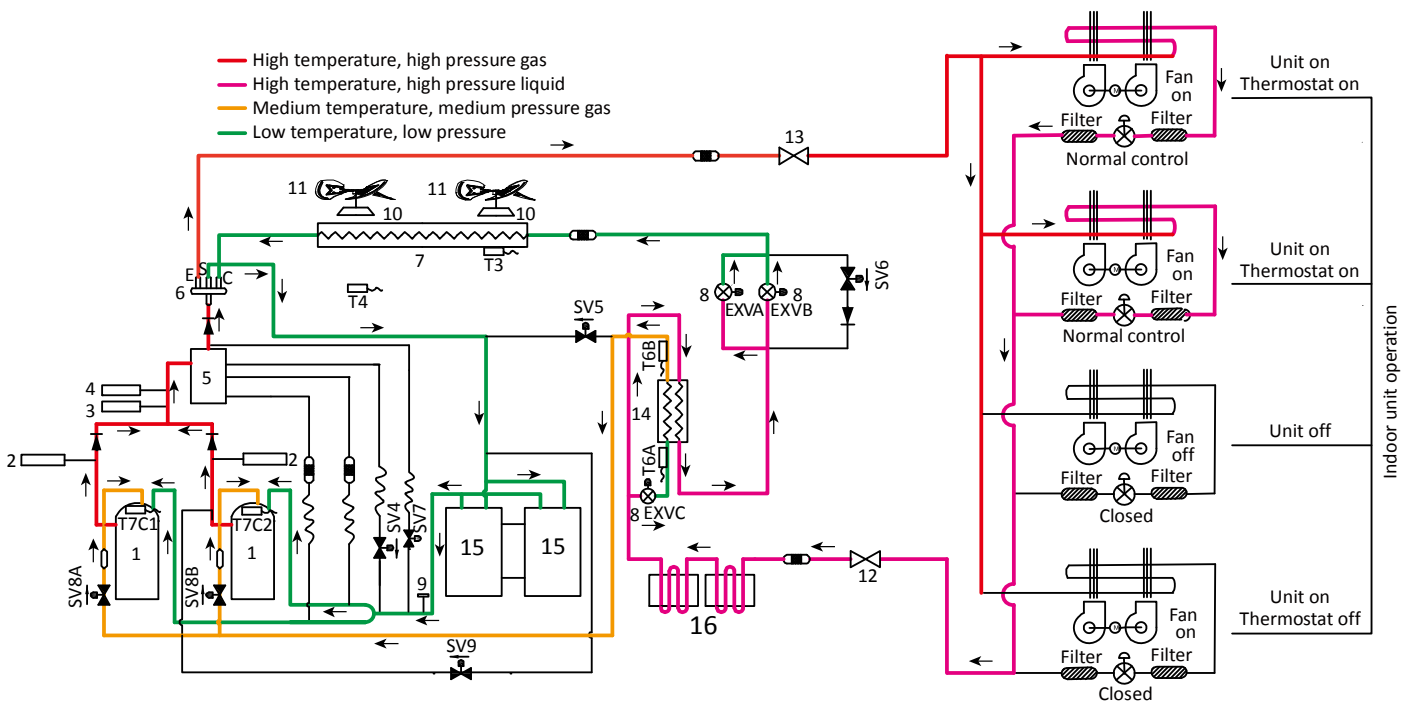 High temperature, high pressure gas
High temperature, high pressure liquid
Medium temperature, medium pressure gas
Low temperature, low pressure
13
11
11
10
10
7
T3
T4
E
S
C
6
5
4
3
2
2
T7C1
T7C2
1
1
SV8A
SV8B
SV4
SV7
9
15
15
SV9
SV5
T6B
14
T6A
8
EXVC
8
EXVA
8
EXVB
SV6
16
12
M
Fan
on
Filter
Filter
Normal control
Unit on
Thermostat on
M
Fan
on
Filter
Filter
Normal control
Unit on
Thermostat on
M
Fan
off
Filter
Filter
Closed
Unit off
M
Fan
on
Filter
Filter
Closed
Unit on
Thermostat off
Indoor unit operation